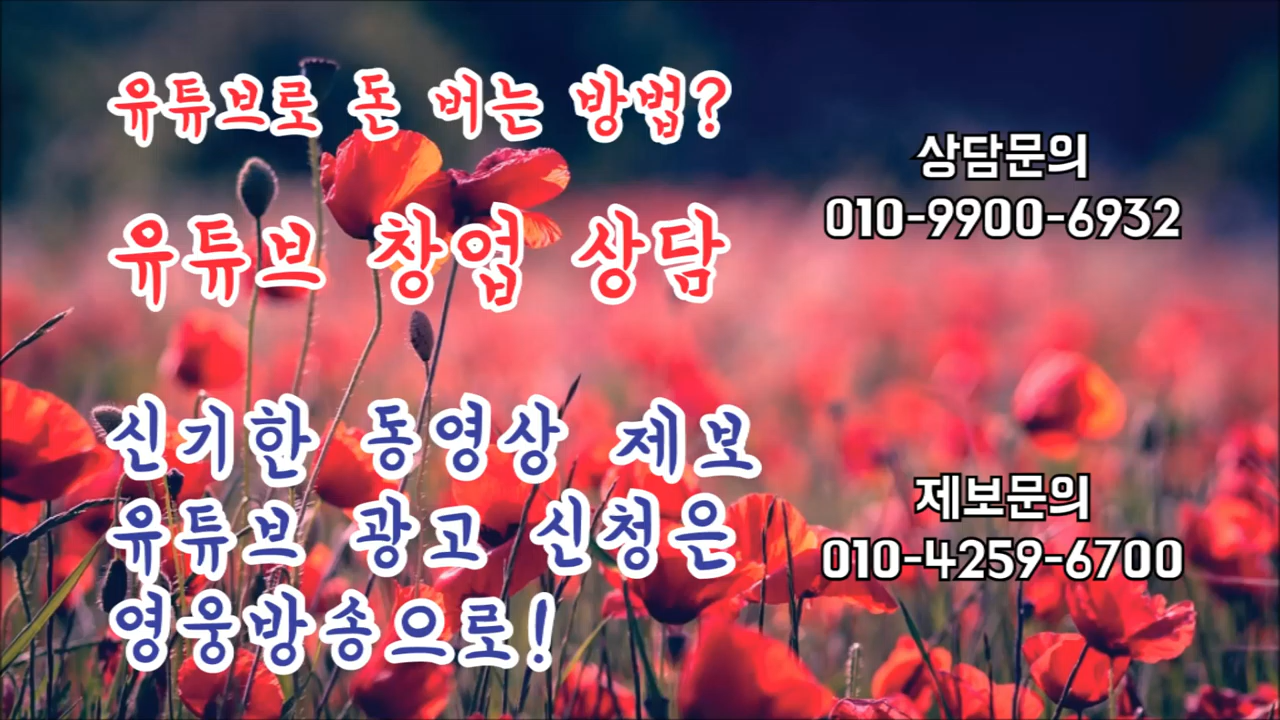 유튜브로 돈 버는 방법?
유튜브 창업 상담
상담문의
010-9900-6932
신기한 동영상 제보
유튜브 광고 신청은
영웅방송으로!
제보문의
010-4259-6700